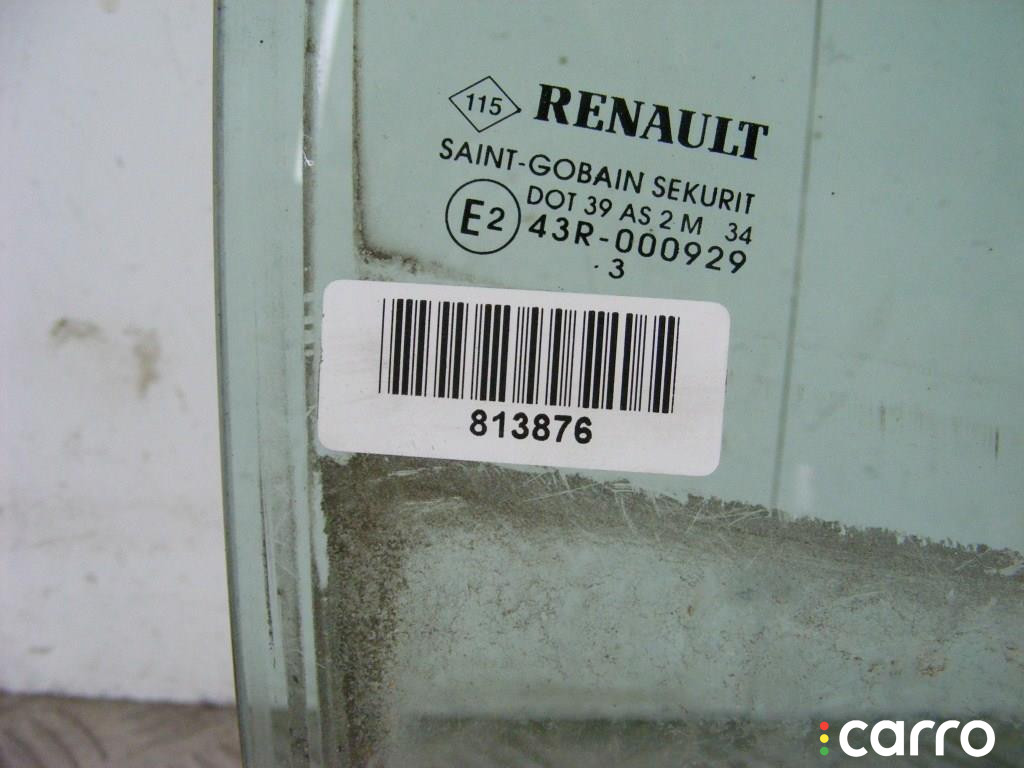 115 RENAULT
SAINT-GOBAIN SEKURIT
DOT 39 AS 2 M 34
E2 43R-000929
.3
813876
carro